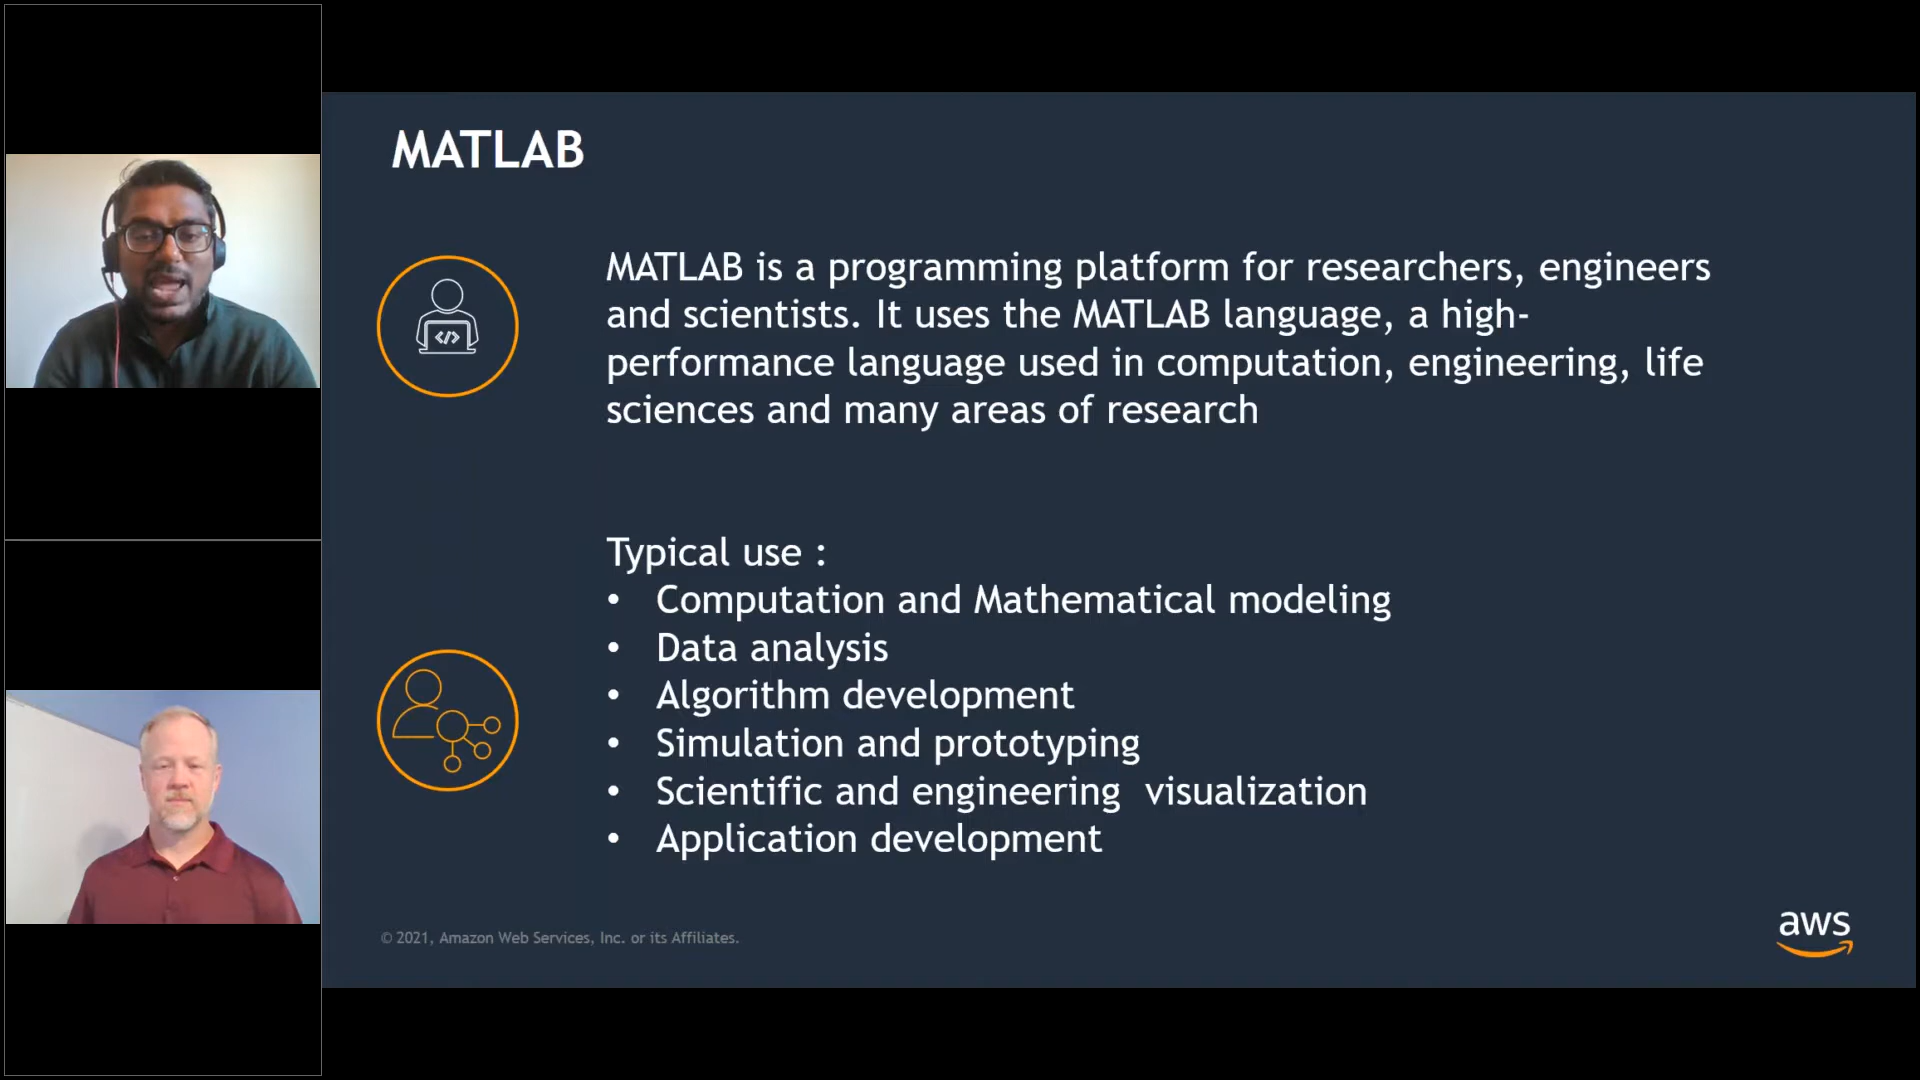 MATLAB
MATLAB is a programming platform for researchers, engineers
and scientists. It uses the MATLAB language, a high-
performance language used in computation, engineering, life
sciences and many areas of research
</>
Typical use :
• Computation and Mathematical modeling
• Data analysis
• Algorithm development
• Simulation and prototyping
• Scientific and engineering  visualization
• Application development
© 2021, Amazon Web Services, Inc. or its Affiliates.
aws